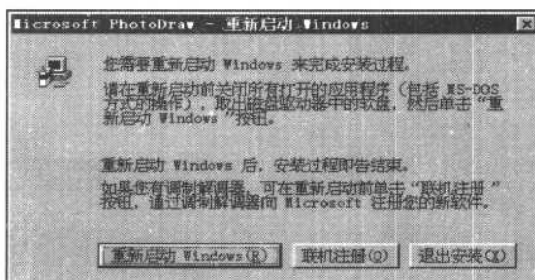 Microsoft PhotoDraw - 重新启动 Windows
您需要重新启动 Windows 来完成安装过程。
请在重新启动前关闭所有打开的应用程序（包括 MS-DOS
方式的操作），取出磁盘驱动器中的软盘，然后单击“重
新启动 Windows ”按钮。
重新启动 Windows 后，安装过程即告结束。
如果您有调制解调器，可在重新启动前单击“联机注册 ”
按钮，通过调制解调器向 Microsoft 注册您的新软件。
重新启动 Windows(R)
联机注册(O)
退出安装(X)